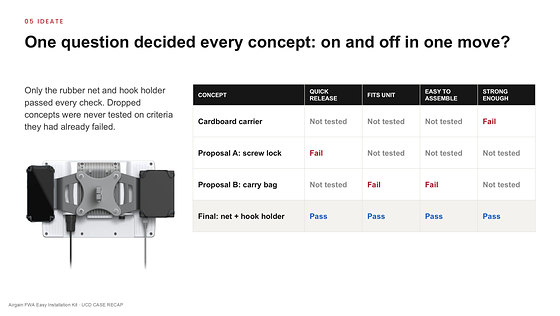 05 IDEATE
One question decided every concept: on and off in one move?
Only the rubber net and hook holder
passed every check. Dropped
concepts were never tested on criteria
they had already failed.
CONCEPT QUICK RELEASE FITS UNIT EASY TO ASSEMBLE STRONG ENOUGH
Cardboard carrier Not tested Not tested Not tested Fail
Proposal A: screw lock Fail Not tested Not tested Not tested
Proposal B: carry bag Not tested Fail Fail Not tested
Final: net + hook holder Pass Pass Pass Pass
Airgain FWA Easy Installation Kit · UCD CASE RECAP